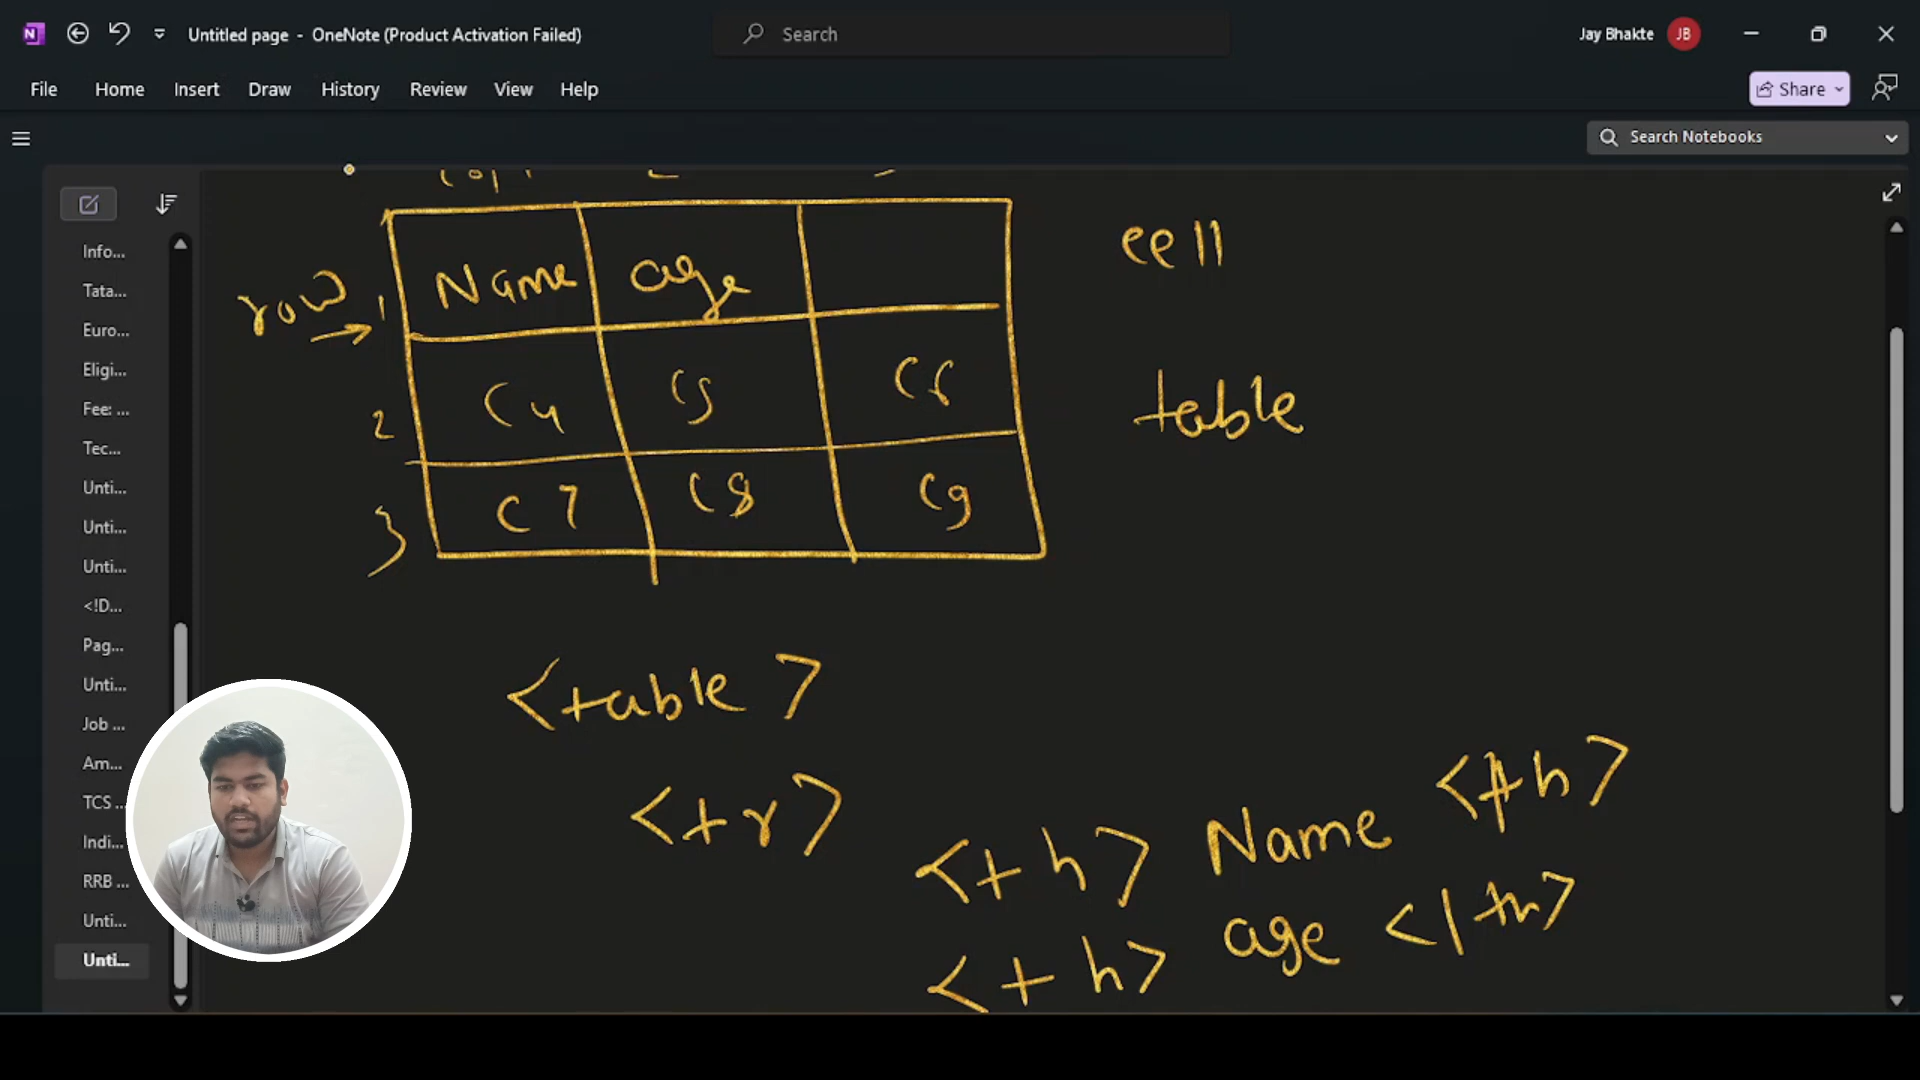 Untitled page - OneNote (Product Activation Failed)
Search
Jay Bhakte
JB
File Home Insert Draw History Review View Help
Share
Search Notebooks
Info...
Tata...
Euro...
Eligi...
Fee: ...
Tec...
Unti...
Unti...
Unti...
<!D...
Pag...
Unti...
Job ...
Am...
TCS ...
Indi...
RRB ...
Unti...
Unti...
row
1 Name age
2 C4 C5 C6
3 C7 C8 C9
cell
table
<table>
<tr>
<th> Name </th>
<th> age </th>